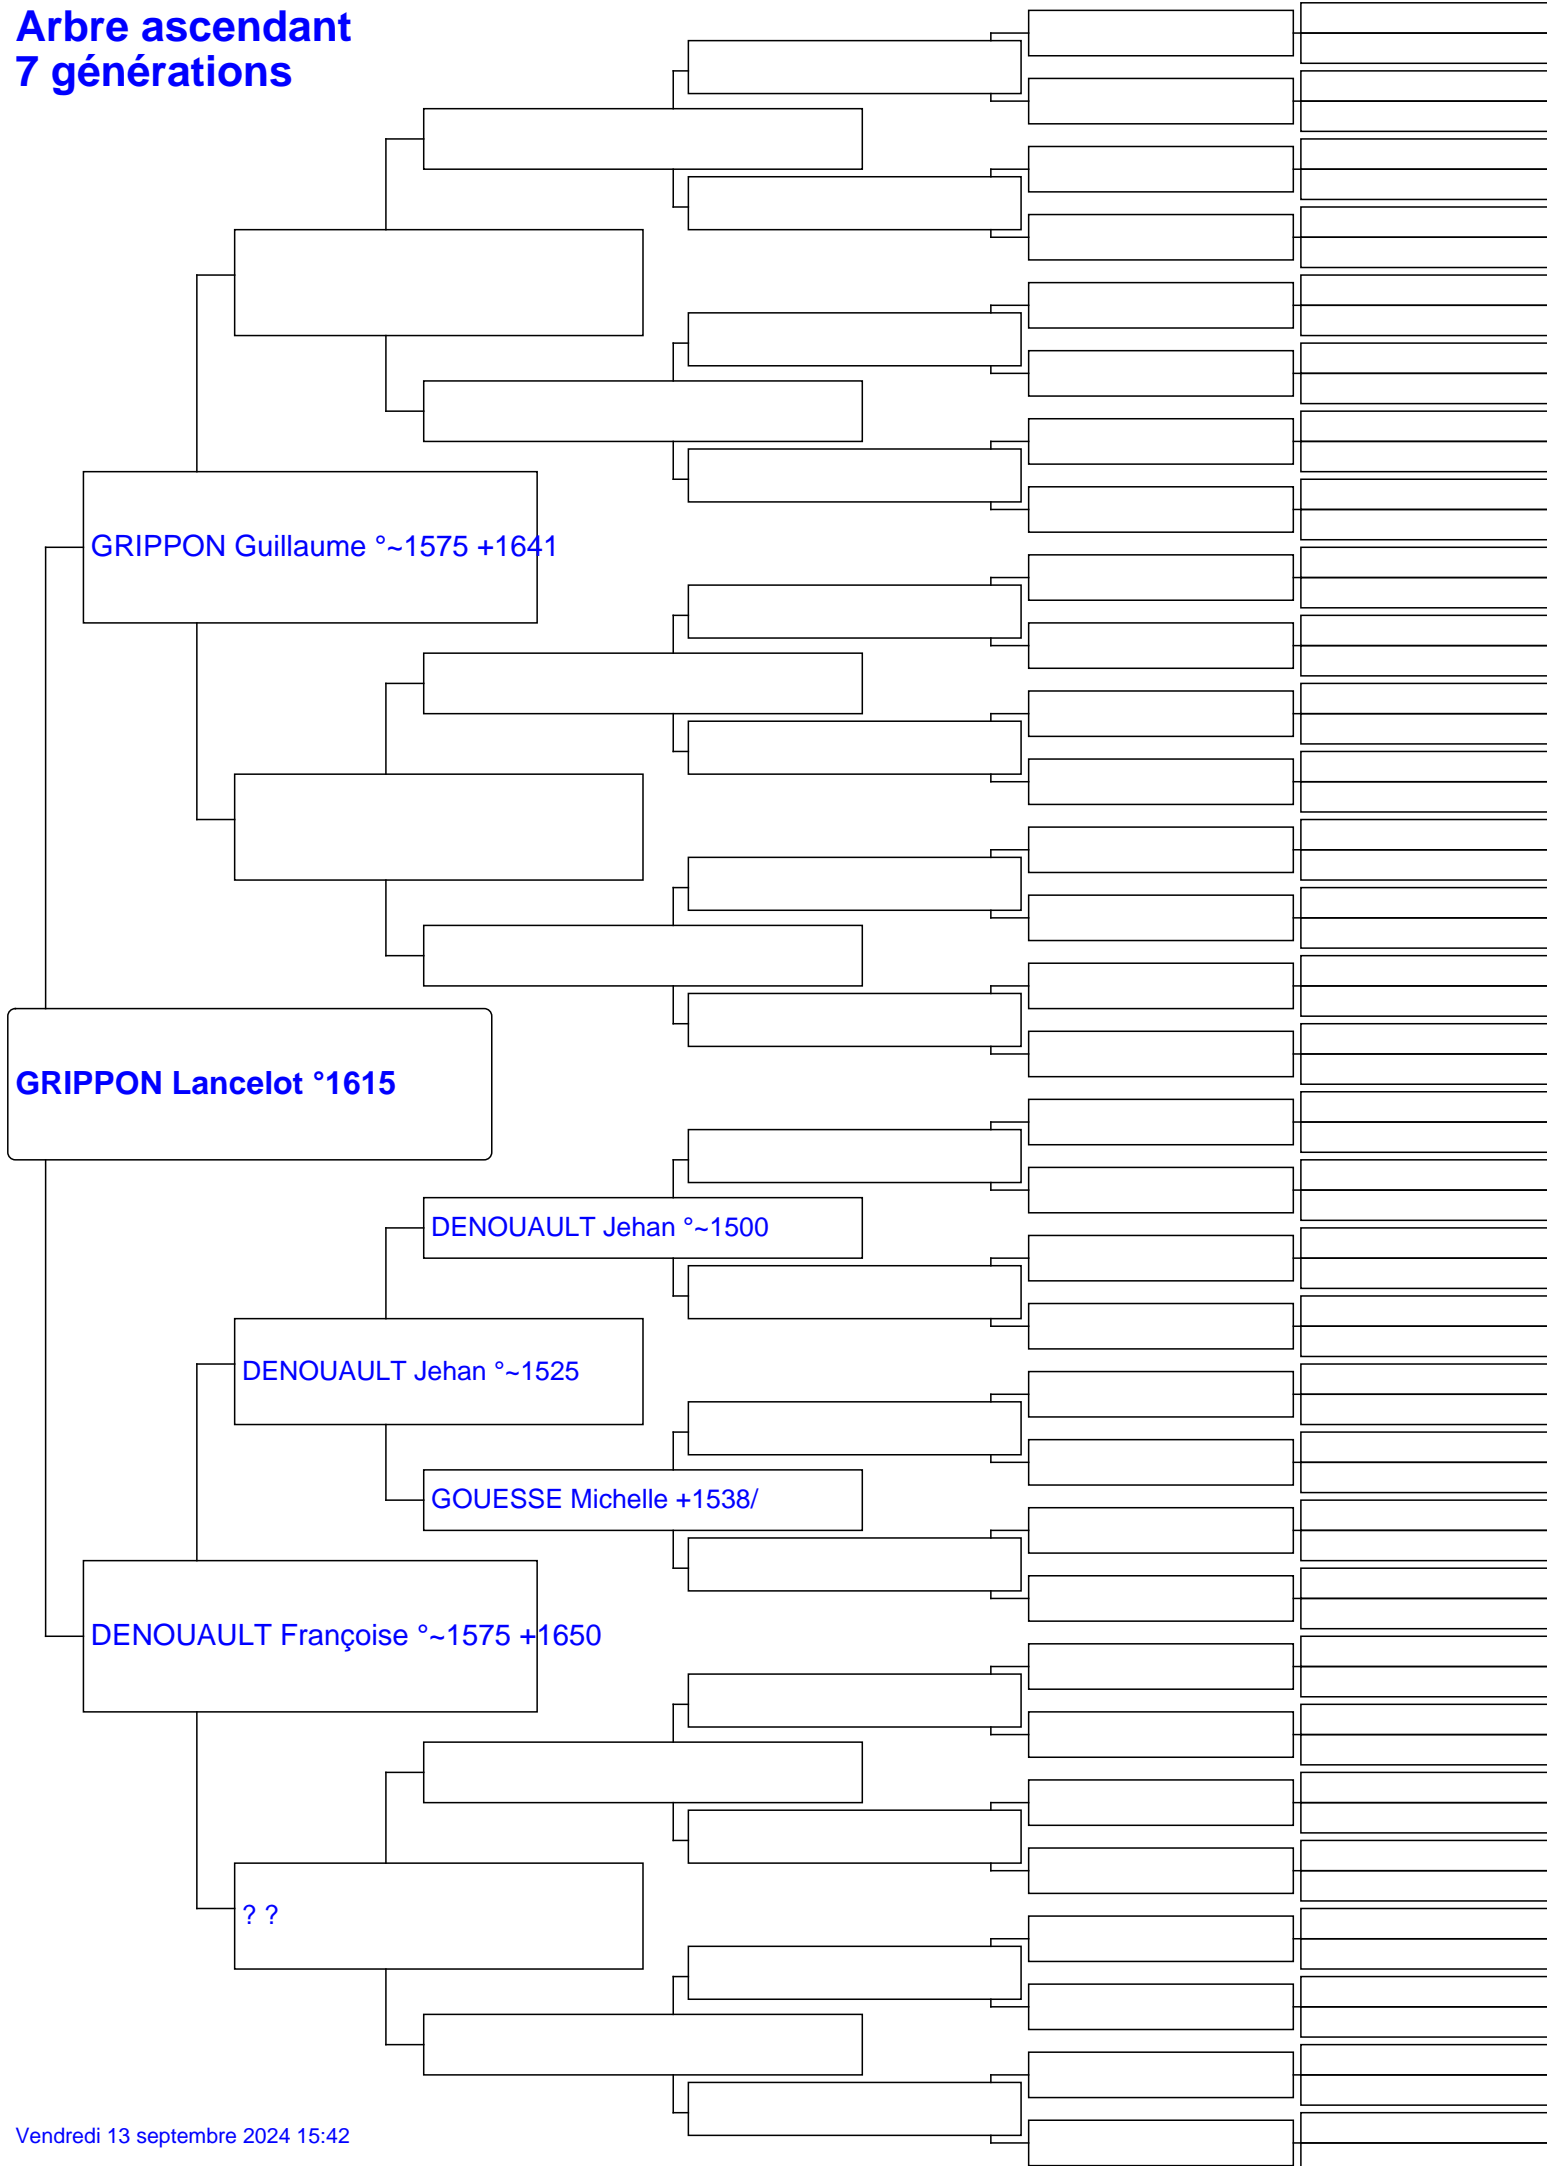 Arbre ascendant
7 générations
GRIPPON Guillaume °~1575 +1641
GRIPPON Lancelot °1615
DENOUAULT Jehan °~1500
DENOUAULT Jehan °~1525
GOUESSE Michelle +1538/
DENOUAULT Françoise °~1575 +1650
? ?
Vendredi 13 septembre 2024 15:42